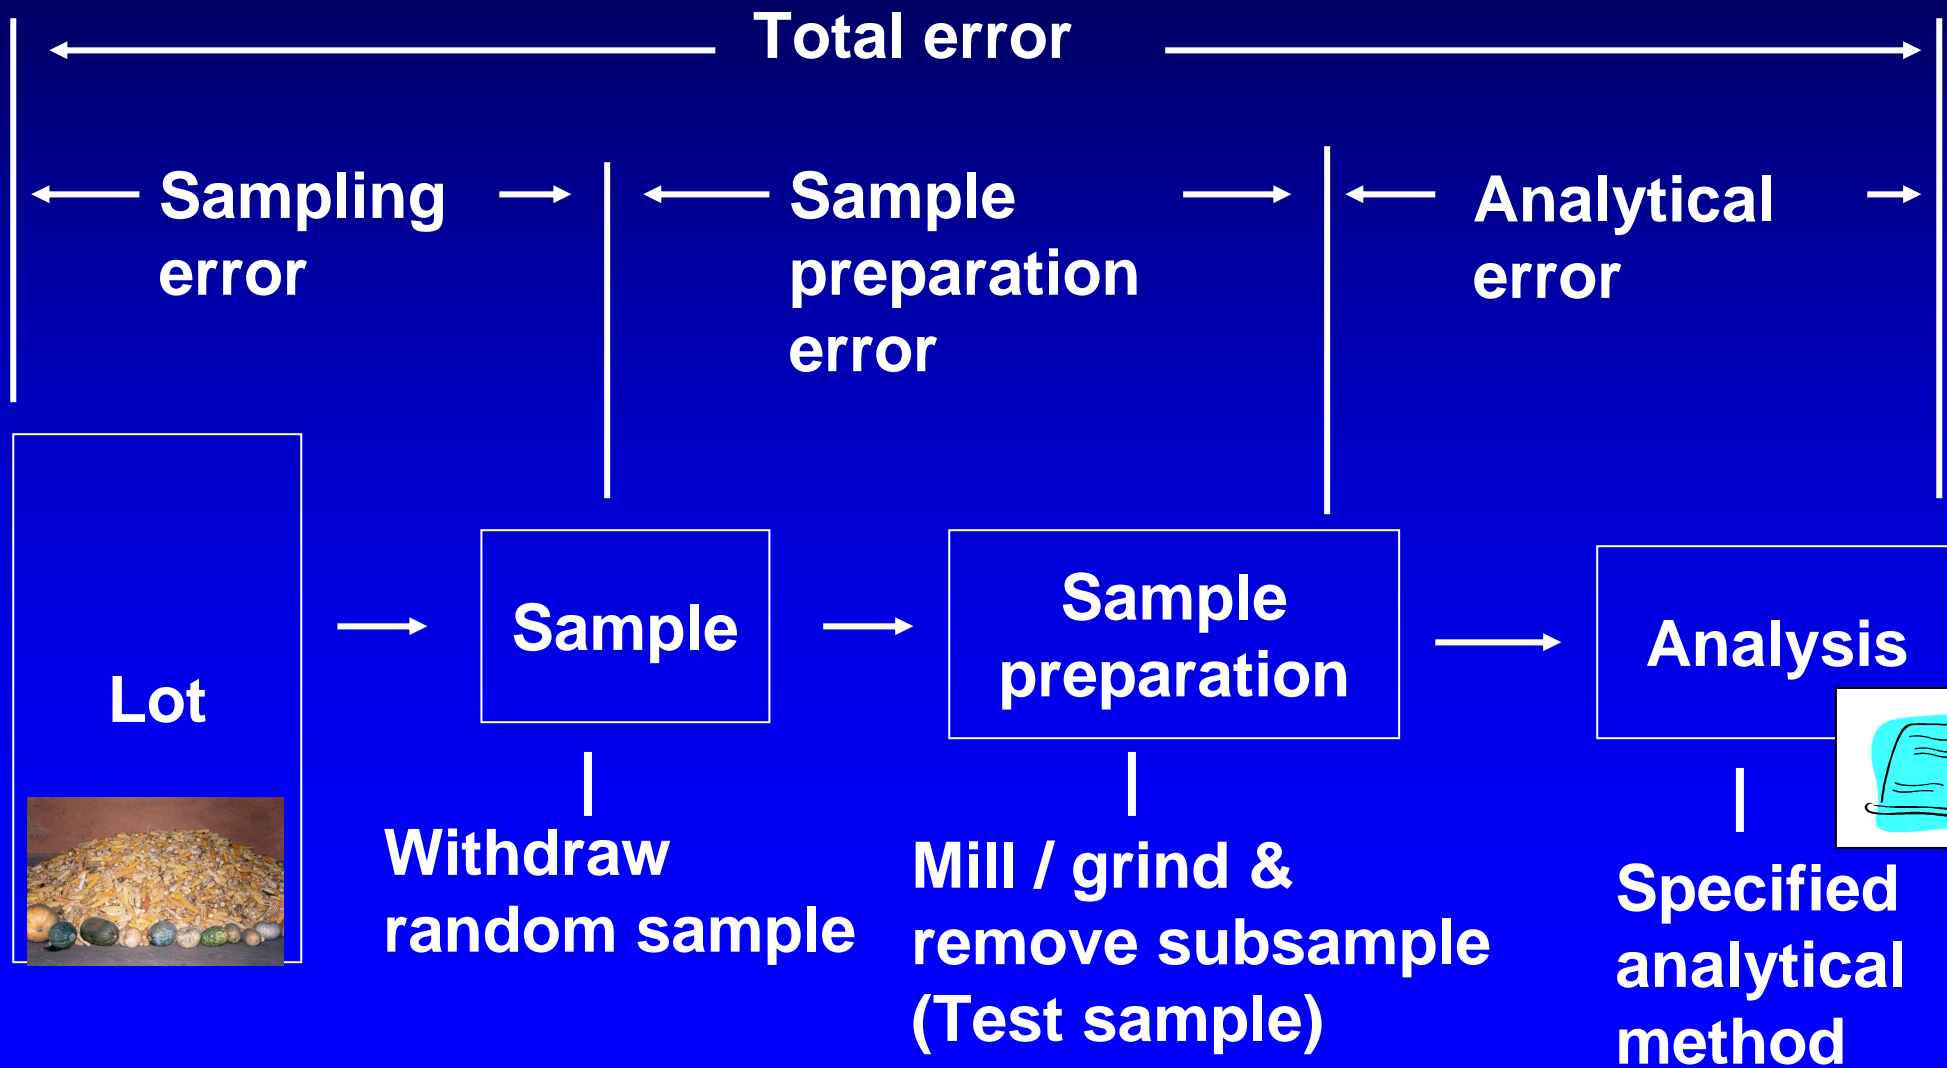 Total error
Sampling
error
Sample
preparation
error
Analytical
error
Lot
Sample
Sample
preparation
Analysis
Withdraw
random sample
Mill / grind &
remove subsample
(Test sample)
Specified
analytical
method